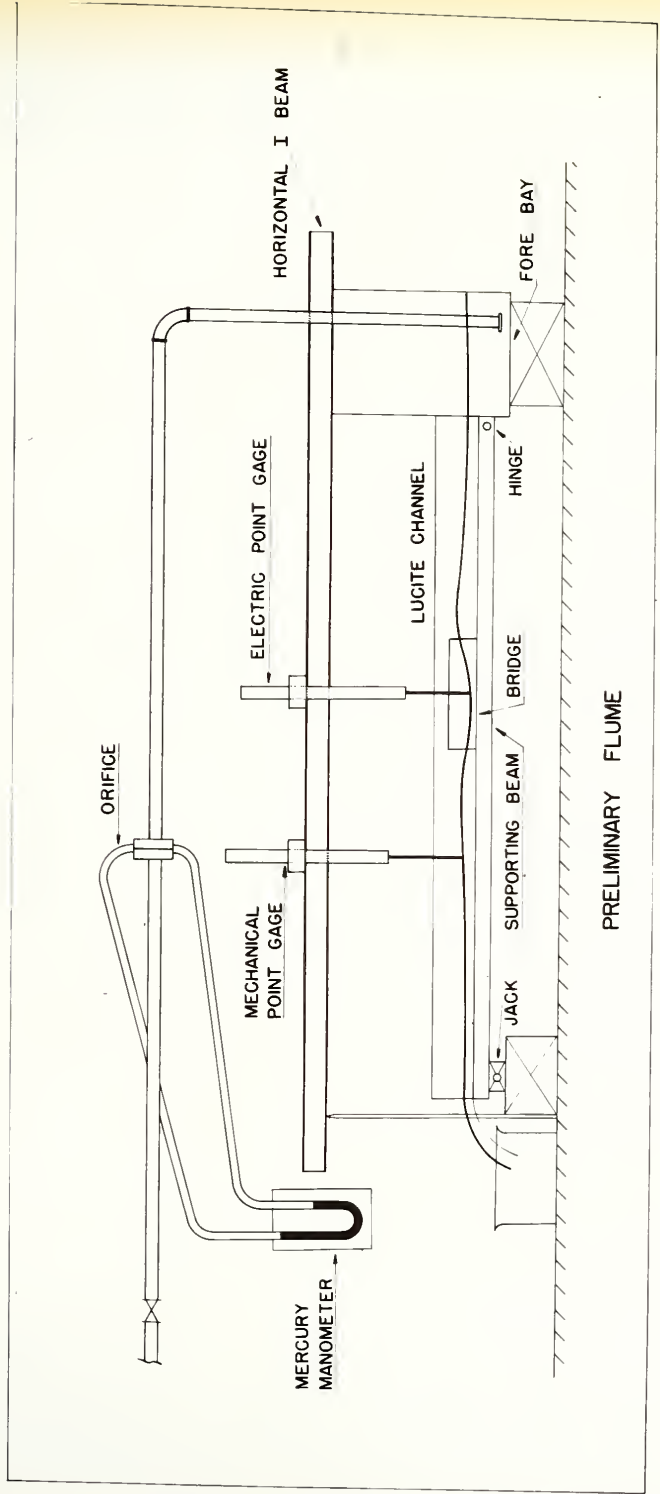 ORIFICE
MERCURY
MANOMETER
MECHANICAL
POINT GAGE
ELECTRIC POINT GAGE
HORIZONTAL I BEAM
LUCITE CHANNEL
JACK
SUPPORTING BEAM
BRIDGE
HINGE
FORE BAY
PRELIMINARY FLUME